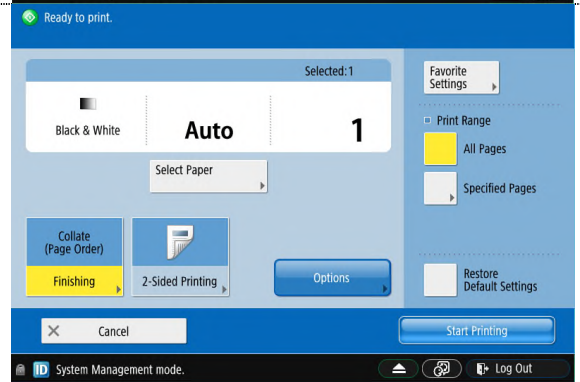 Ready to print.
Selected:1
Black & White
Auto
1
Select Paper
Collate
(Page Order)
Finishing
2-Sided Printing
Options
Favorite
Settings
Print Range
All Pages
Specified Pages
Restore
Default Settings
Cancel
Start Printing
ID System Management mode.
Log Out